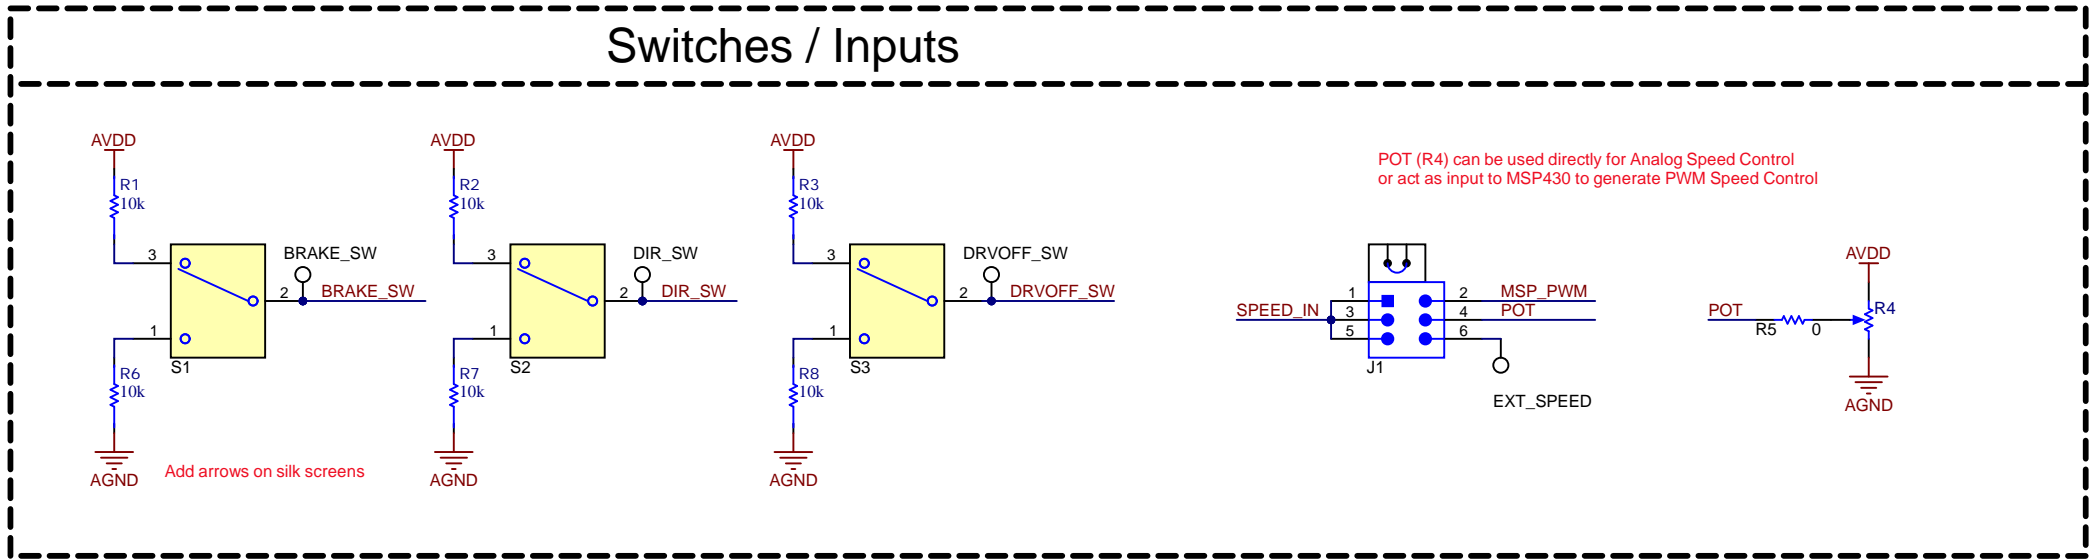 Switches / Inputs
AVDD
R1
10k
3
BRAKE_SW
2
BRAKE_SW
1
S1
R6
10k
AGND
Add arrows on silk screens
AVDD
R2
10k
3
DIR_SW
2
DIR_SW
1
S2
R7
10k
AGND
AVDD
R3
10k
3
DRVOFF_SW
2
DRVOFF_SW
1
S3
R8
10k
AGND
POT (R4) can be used directly for Analog Speed Control
or act as input to MSP430 to generate PWM Speed Control
SPEED_IN
1
3
5
2
4
6
MSP_PWM
POT
J1
EXT_SPEED
AVDD
POT
R5
0
R4
AGND